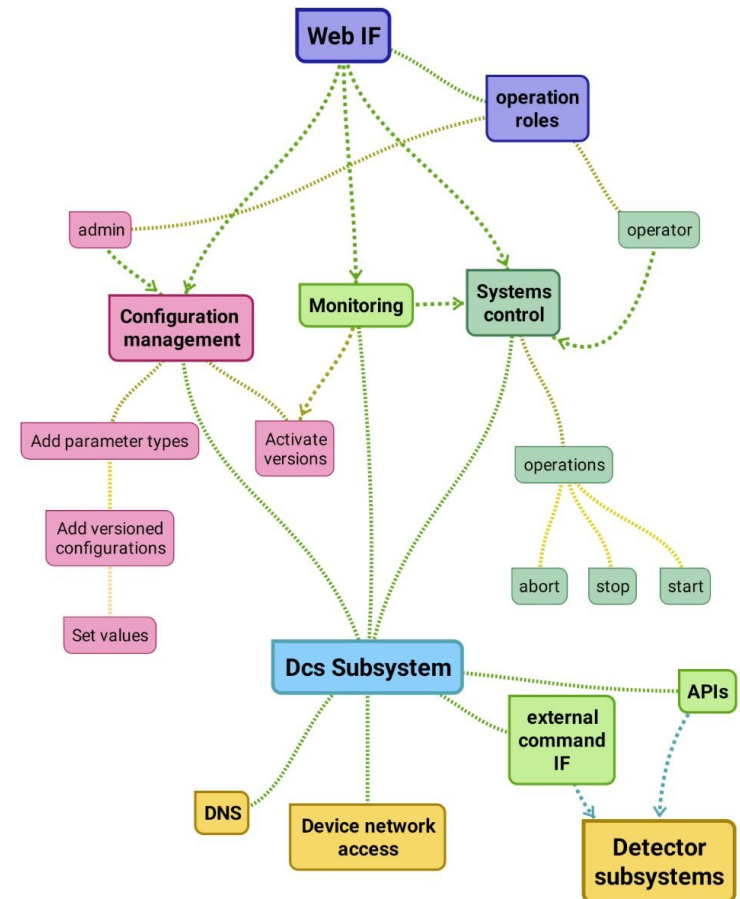 Web IF
operation
roles
admin
operator
Configuration
management
Monitoring
Systems
control
Add parameter types
Activate
versions
operations
Add versioned
configurations
abort
stop
start
Set values
Dcs Subsystem
APIs
external
command
IF
DNS
Device network
access
Detector
subsystems